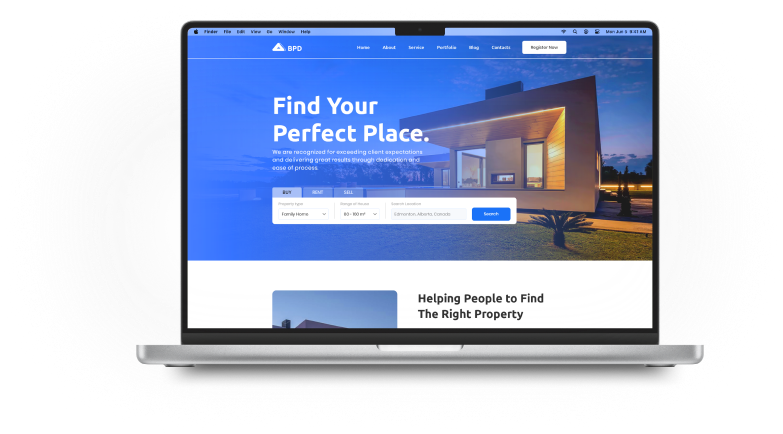 Finder File Edit View Go Window Help
Mon Jun 5 9:41 AM
BPD
Home About Service Portfolio Blog Contacts Register Now
Find Your
Perfect Place.
We are recognized for exceeding client expectations
and delivering great results through dedication and
ease of process.
BUY RENT SELL
Property type Range of House Search Location
Family Home 60 - 160 m² Edmonton, Alberta, Canada Search
Helping People to Find
The Right Property